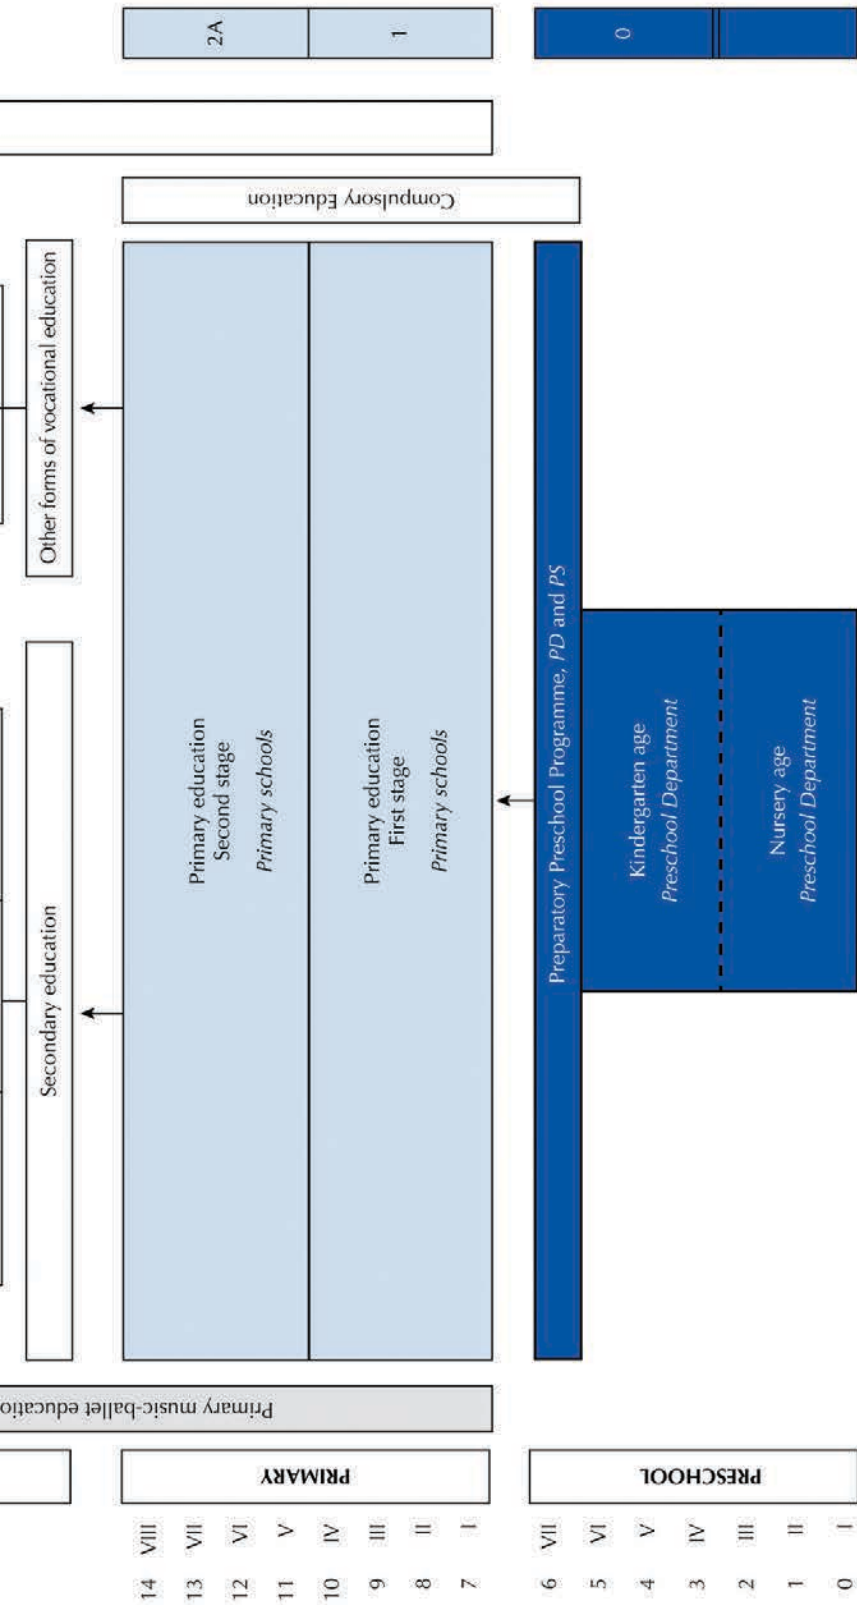 2A
1
0
Compulsory Education
Other forms of vocational education
Secondary education
Primary education
Second stage
Primary schools
Primary education
First stage
Primary schools
Preparatory Preschool Programme, PD and PS
Kindergarten age
Preschool Department
Nursery age
Preschool Department
Primary music-ballet educatio
PRIMARY
PRESCHOOL
14 VIII
13 VII
12 VI
11 V
10 IV
9 III
8 II
7 I
6 VII
5 VI
4 V
3 IV
2 III
1 II
0 I